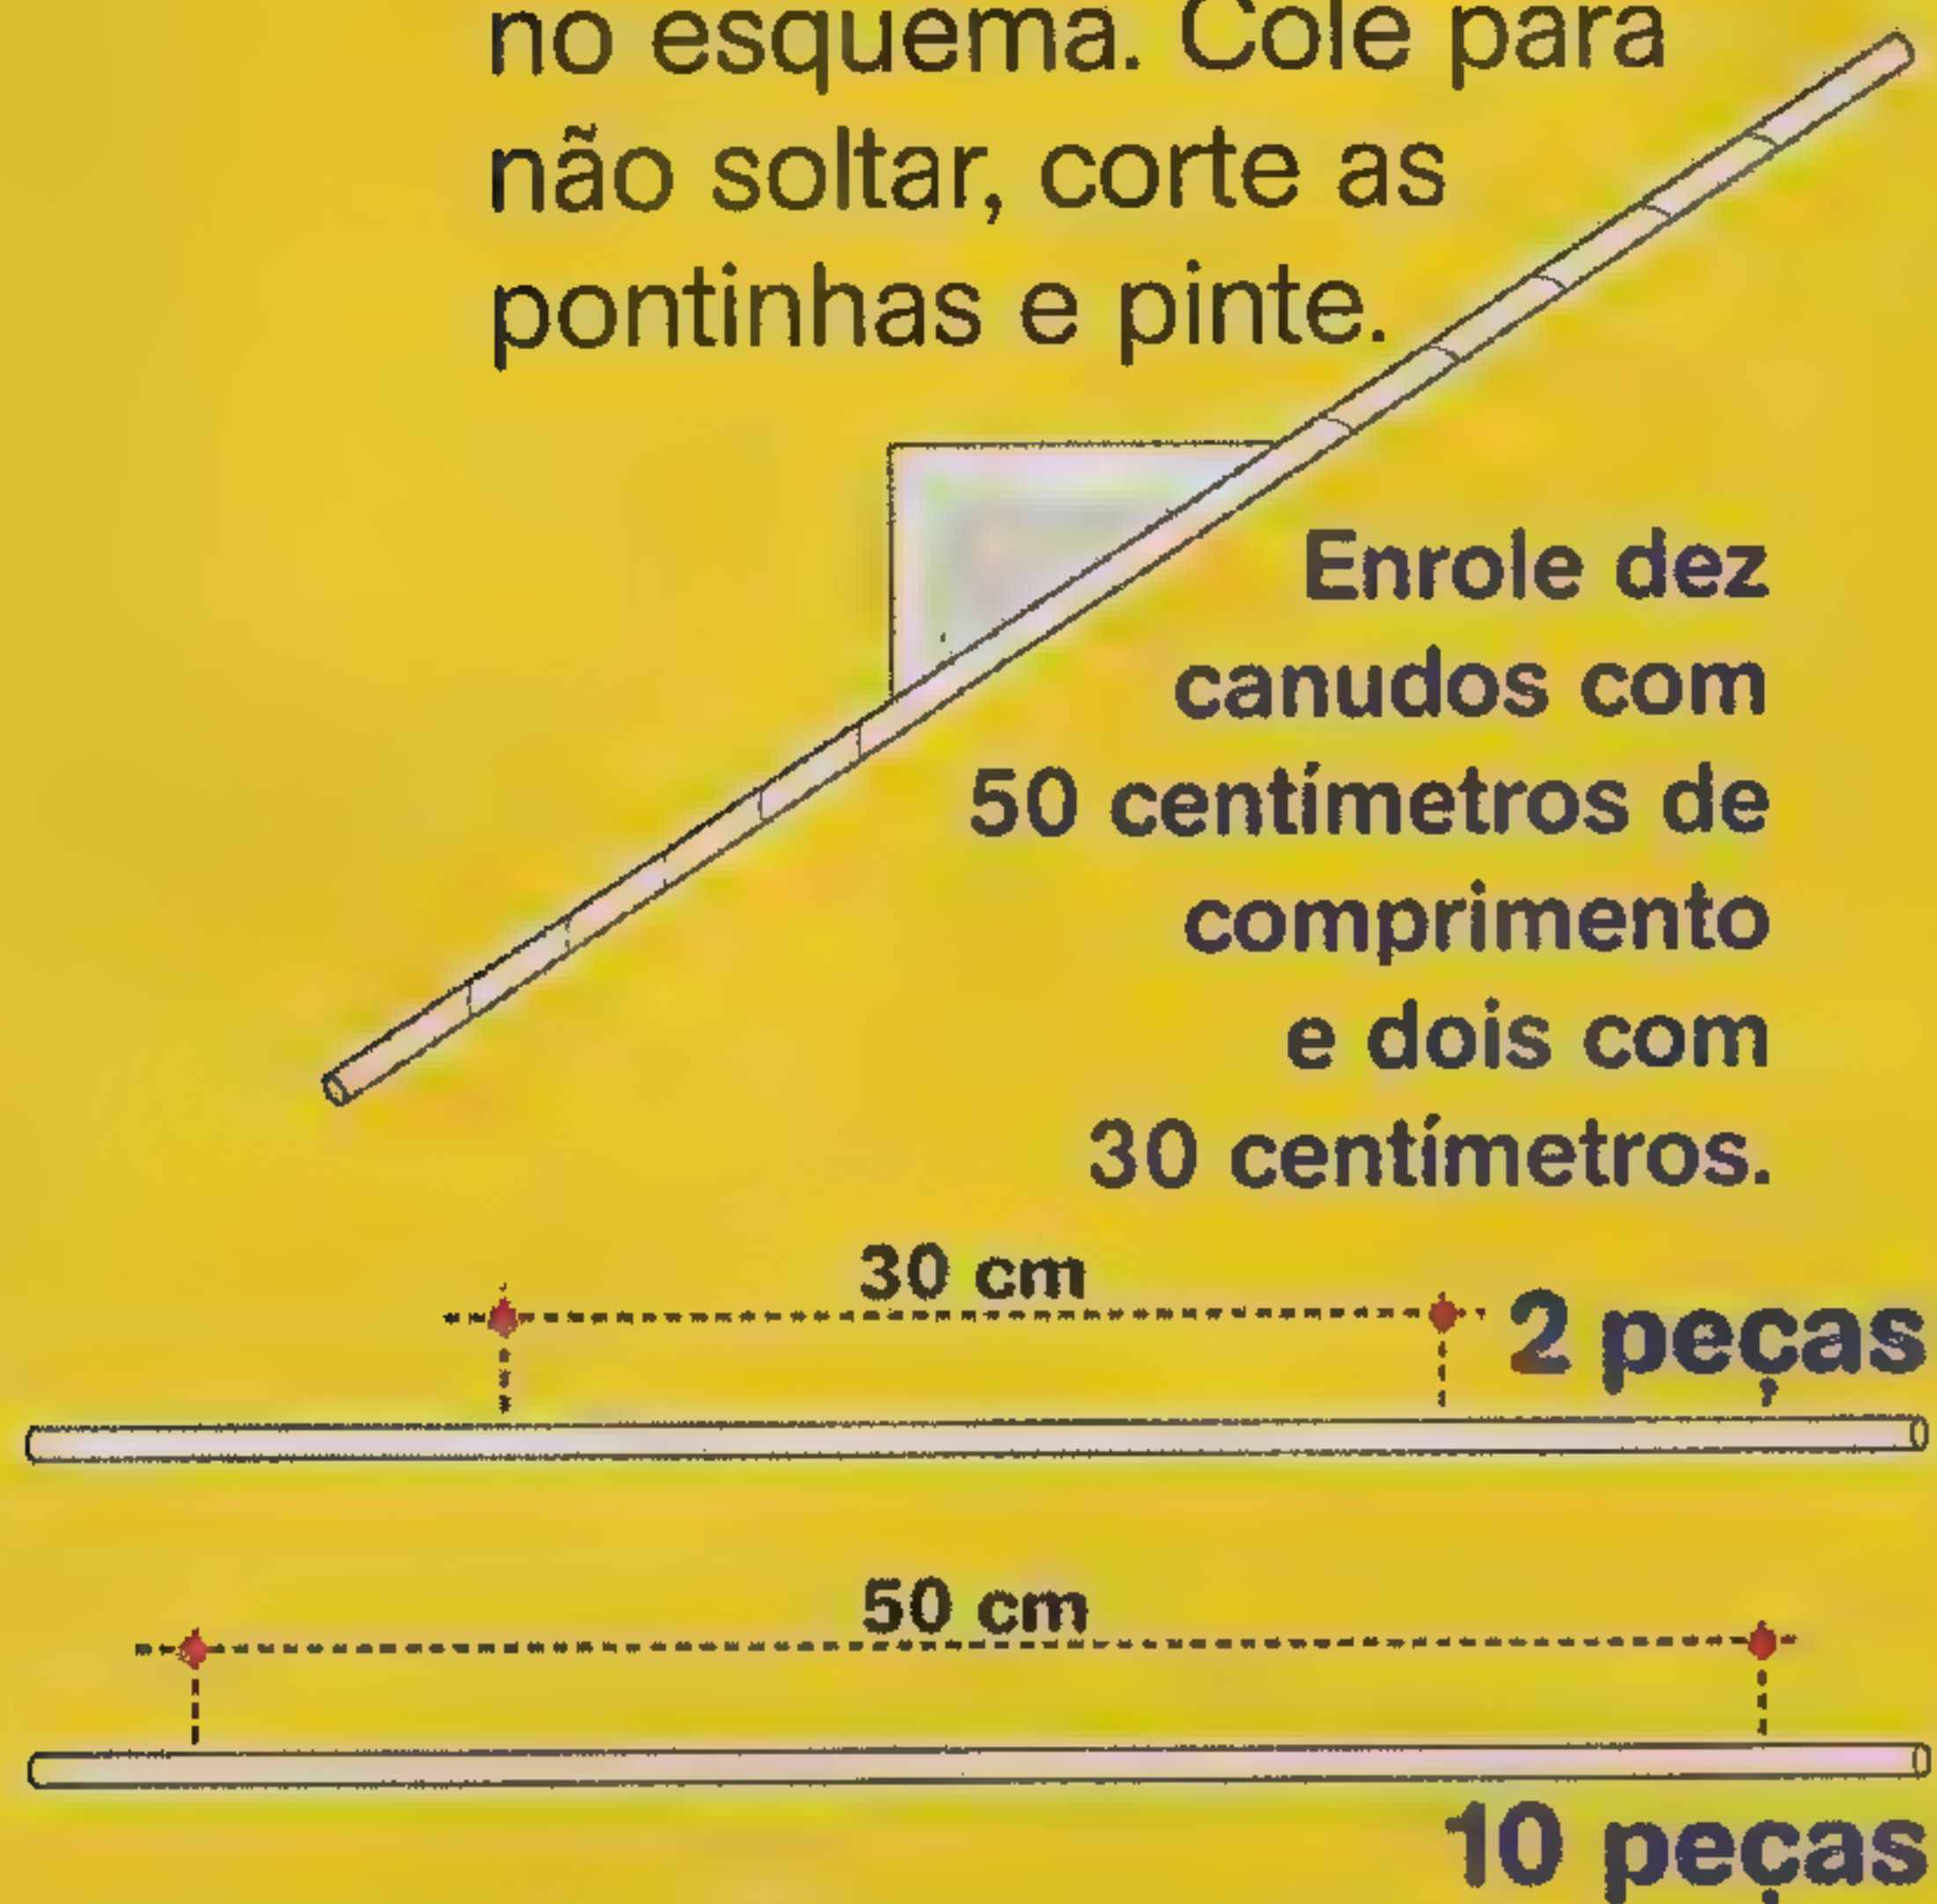 no esquema. Cole para
não soltar, corte as
pontinhas e pinte.
Enrole dez
canudos com
50 centímetros de
comprimento
e dois com
30 centímetros.
30 cm
2 peças
50 cm
10 peças